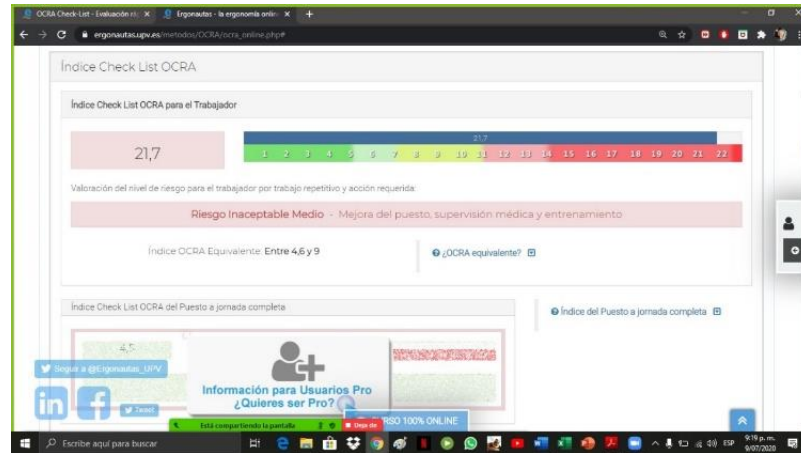 OCRA Check-List - Evaluación
Ergonautas - la ergonomía online
ergonautas.upv.es/metodos/OCRA/ocra_online.php#
Índice Check List OCRA
Índice Check List OCRA para el Trabajador
21,7
21,7
1 2 3 4 5 6 7 8 9 10 11 12 13 14 15 16 17 18 19 20 21 22
Valoración del nivel de riesgo para el trabajador por trabajo repetitivo y acción requerida:
Riesgo Inaceptable Medio - Mejora del puesto, supervisión médica y entrenamiento
Índice OCRA Equivalente: Entre 4,6 y 9
¿OCRA equivalente?
Índice Check List OCRA del Puesto a jornada completa
Índice del Puesto a jornada completa
4,5
Seguir a @Ergonautas_UPV
Información para Usuarios Pro
¿Quieres ser Pro?
in f
Tweet
RSO 100% ONLINE
Está compartiendo la pantalla
Deja de
Escribe aquí para buscar
ESP
9:19 p. m.
9/07/2020